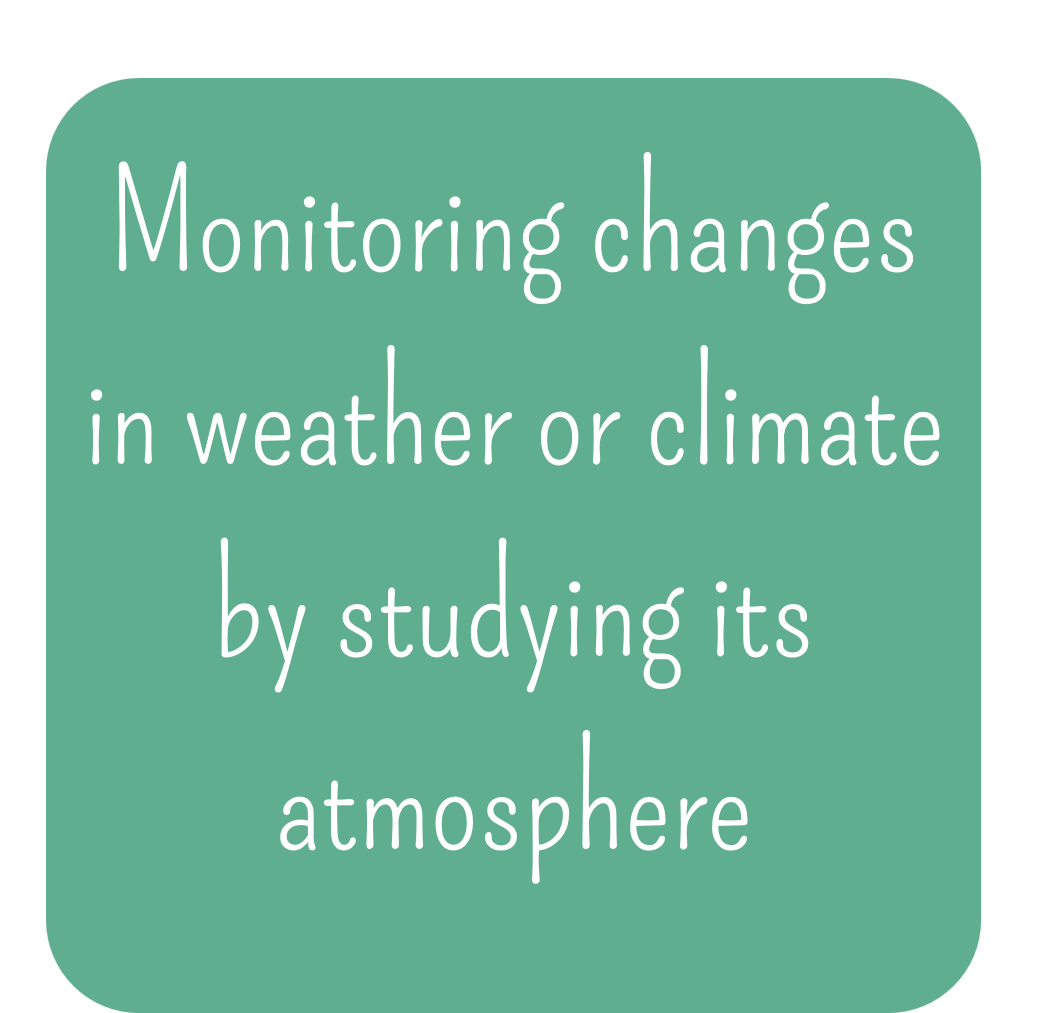 Monitoring changes
in weather or climate
by studying its
atmosphere